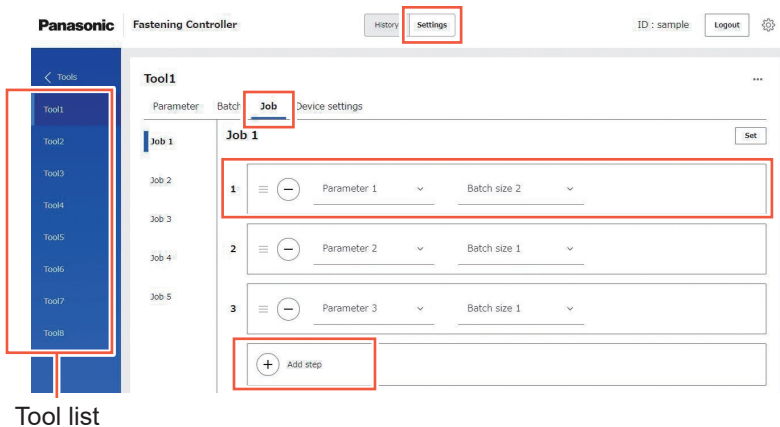 Panasonic Fastening Controller History Settings ID : sample Logout
Tools
Tool1
Tool2
Tool3
Tool4
Tool5
Tool6
Tool7
Tool8
Tool1
Parameter Batch Job Device settings
Job 1
Job 2
Job 3
Job 4
Job 5
Job 1 Set
1 Parameter 1 Batch size 2
2 Parameter 2 Batch size 1
3 Parameter 3 Batch size 1
Add step
Tool list